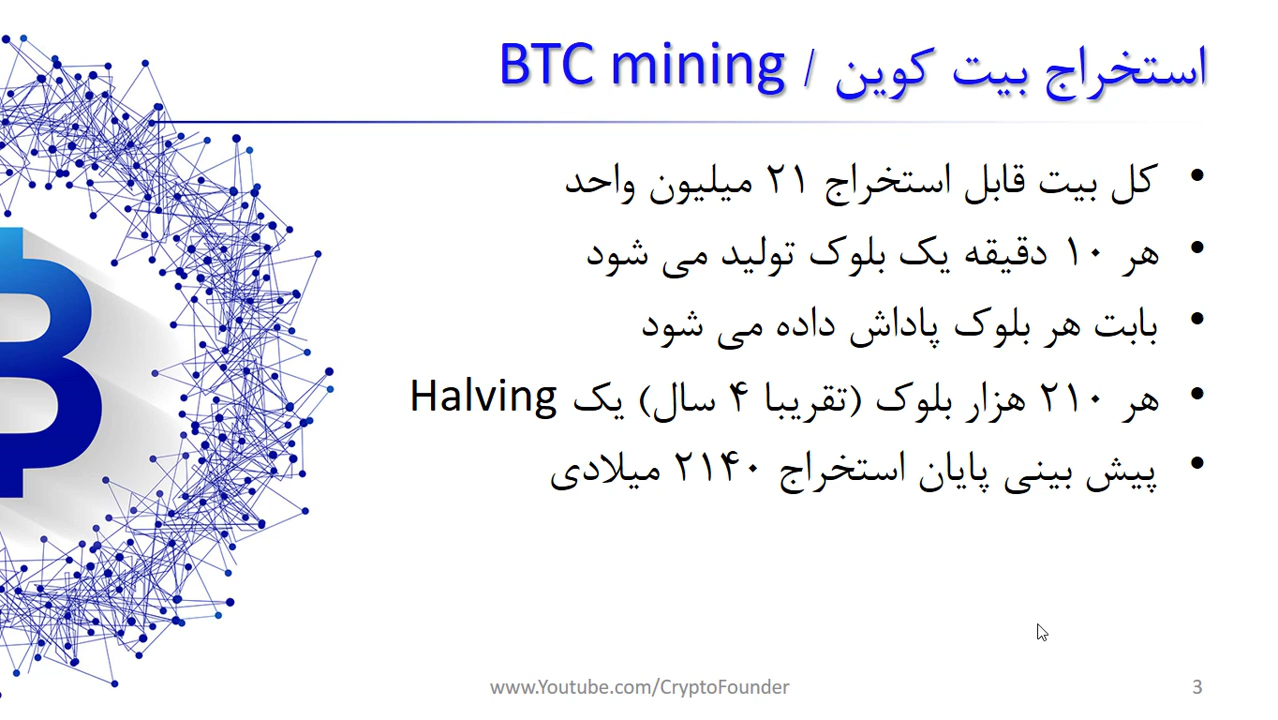 استخراج بیت کوین / BTC mining
• کل بیت قابل استخراج ۲۱ میلیون واحد
• هر ۱۰ دقیقه یک بلوک تولید می شود
• بابت هر بلوک پاداش داده می شود
• هر ۲۱۰ هزار بلوک (تقریبا ۴ سال) یک Halving
• پیش بینی پایان استخراج ۲۱۴۰ میلادی
www.Youtube.com/CryptoFounder
3